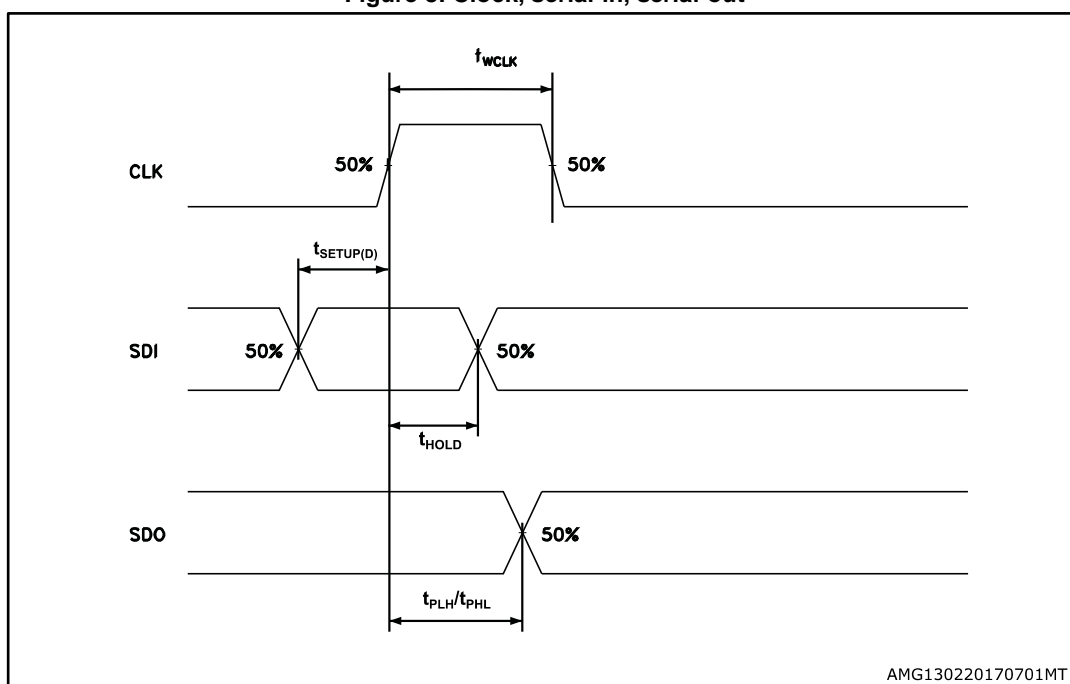 Figure Clock, serial-in, serial-out
tWCLK
CLK 50% 50%
tSETUP(D)
SDI 50% 50%
tHOLD
SDO 50%
tPLH/tPHL
AMG130220170701MT